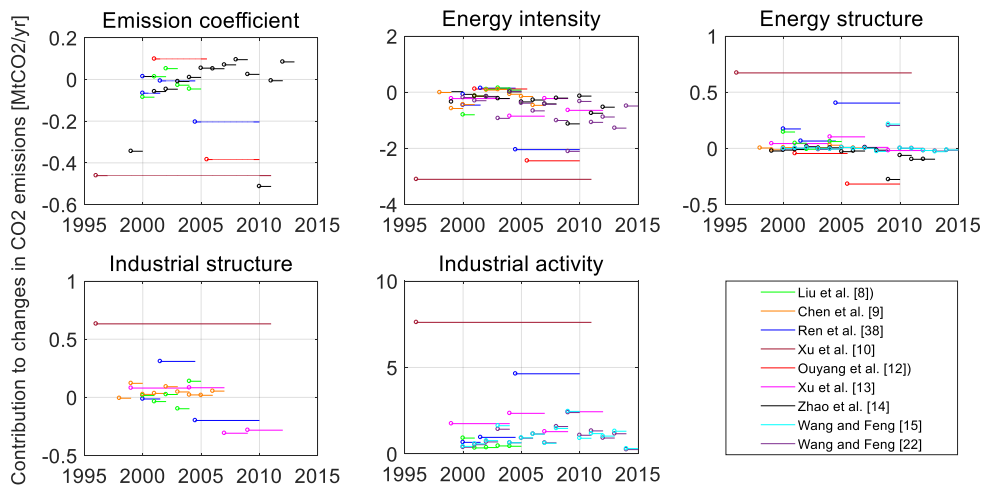 Contribution to changes in CO2 emissions [MtCO2/yr]
Emission coefficient
0.2
0
-0.2
-0.4
-0.6
1995 2000 2005 2010 2015
Energy intensity
2
0
-2
-4
1995 2000 2005 2010 2015
Energy structure
1
0.5
0
-0.5
1995 2000 2005 2010 2015
Industrial structure
1
0.5
0
-0.5
1995 2000 2005 2010 2015
Industrial activity
10
5
0
1995 2000 2005 2010 2015
Liu et al. [8])
Chen et al. [9]
Ren et al. [38]
Xu et al. [10]
Ouyang et al. [12])
Xu et al. [13]
Zhao et al. [14]
Wang and Feng [15]
Wang and Feng [22]